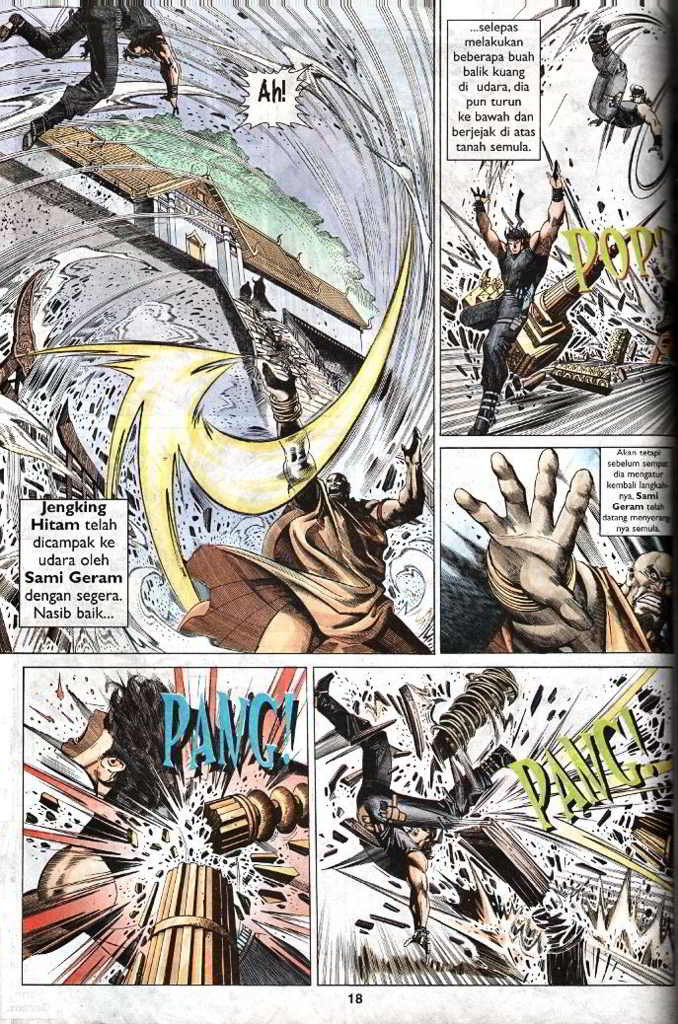 Ah!
Jengking
Hitam telah
dicampak ke
udara oleh
Sami Geram
dengan segera.
Nasib baik...
...selepas
melakukan
beberapa buah
balik kuang
di udara, dia
pun turun
ke bawah dan
berjejak di atas
tanah semula.
POP!
Akan tetapi
sebelum sempat
dia mengatur
kembali langkah-
nya, Sami
Geram telah
datang menyerang-
nya semula.
PANG!
PANG!
18